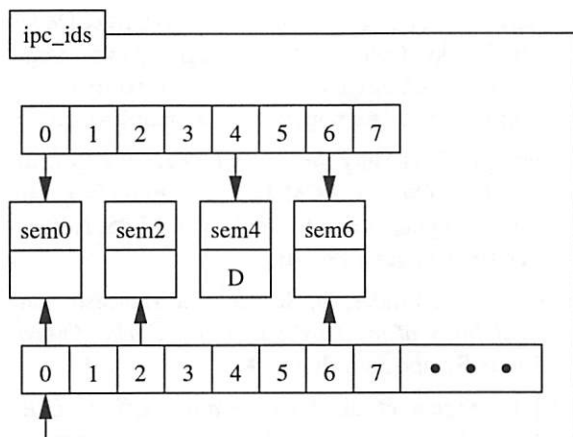 ipc_ids
0 1 2 3 4 5 6 7
sem0 sem2 sem4 sem6
D
0 1 2 3 4 5 6 7 • • •